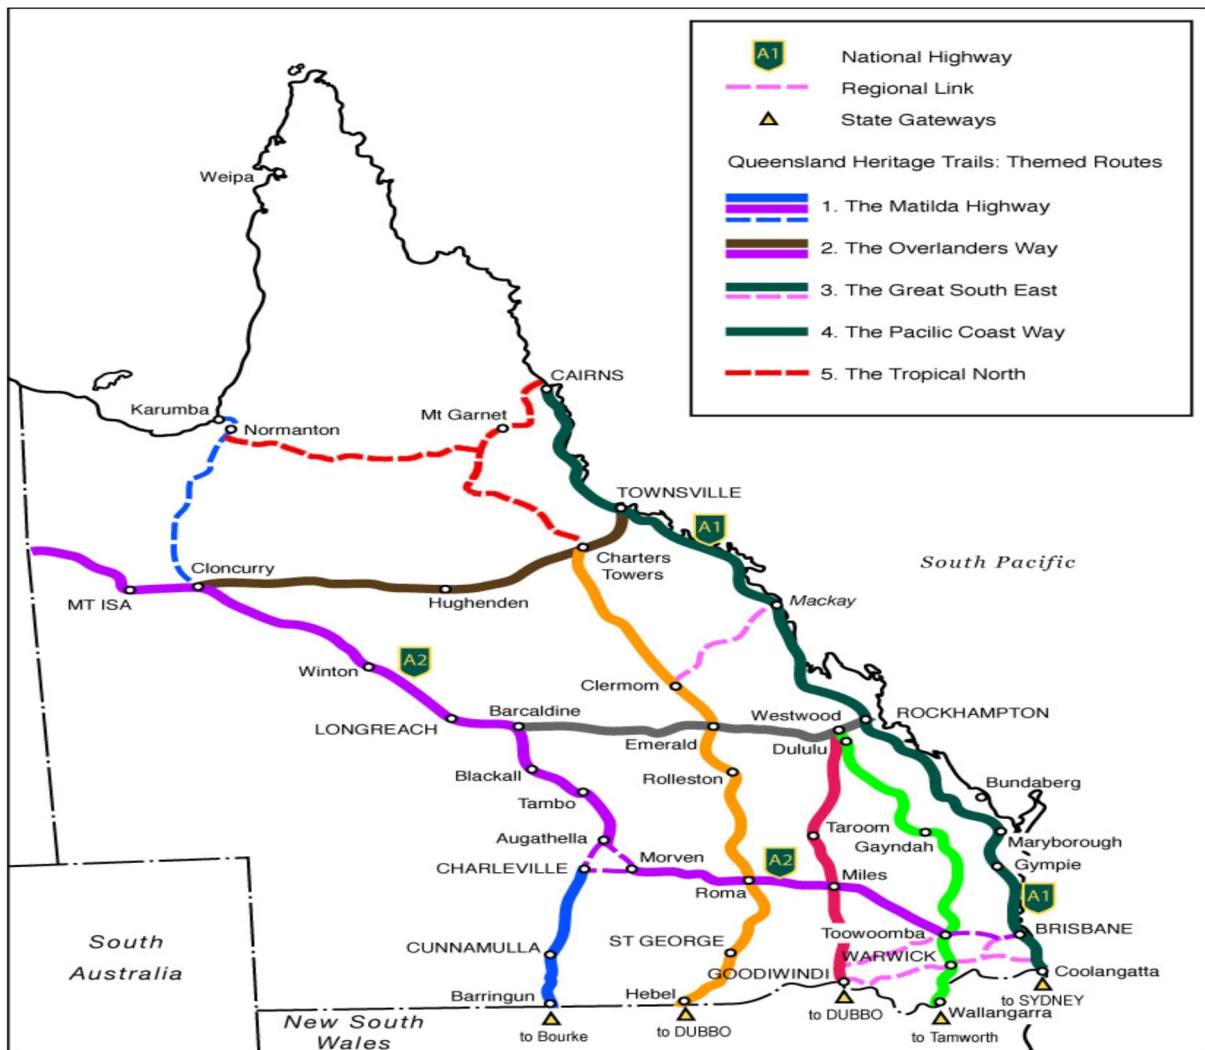 A1
National Highway
Regional Link
State Gateways
Queensland Heritage Trails: Themed Routes
1. The Matilda Highway
2. The Overlanders Way
3. The Great South East
4. The Pacilic Coast Way
5. The Tropical North
Weipa
CAIRNS
Karumba
Mt Garnet
Normanton
TOWNSVILLE
A1
Charters
Towers
South Pacific
Cloncurry
MT ISA
Hughenden
Mackay
A2
Winton
Clermom
Barcaldine
Westwood
ROCKHAMPTON
LONGREACH
Emerald
Dululu
Blackall
Rolleston
Bundaberg
Tambo
Augathella
Taroom
Gayndah
Maryborough
CHARLEVILLE
Morven
A2
Gympie
Roma
Miles
A1
South
Australia
CUNNAMULLA
ST GEORGE
Toowoomba
BRISBANE
WARWICK
GOODIWINDI
Coolangatta
Barringun
Hebel
to SYDNEY
Wallangarra
New South
Wales
to Bourke
to DUBBO
to DUBBO
to Tamworth